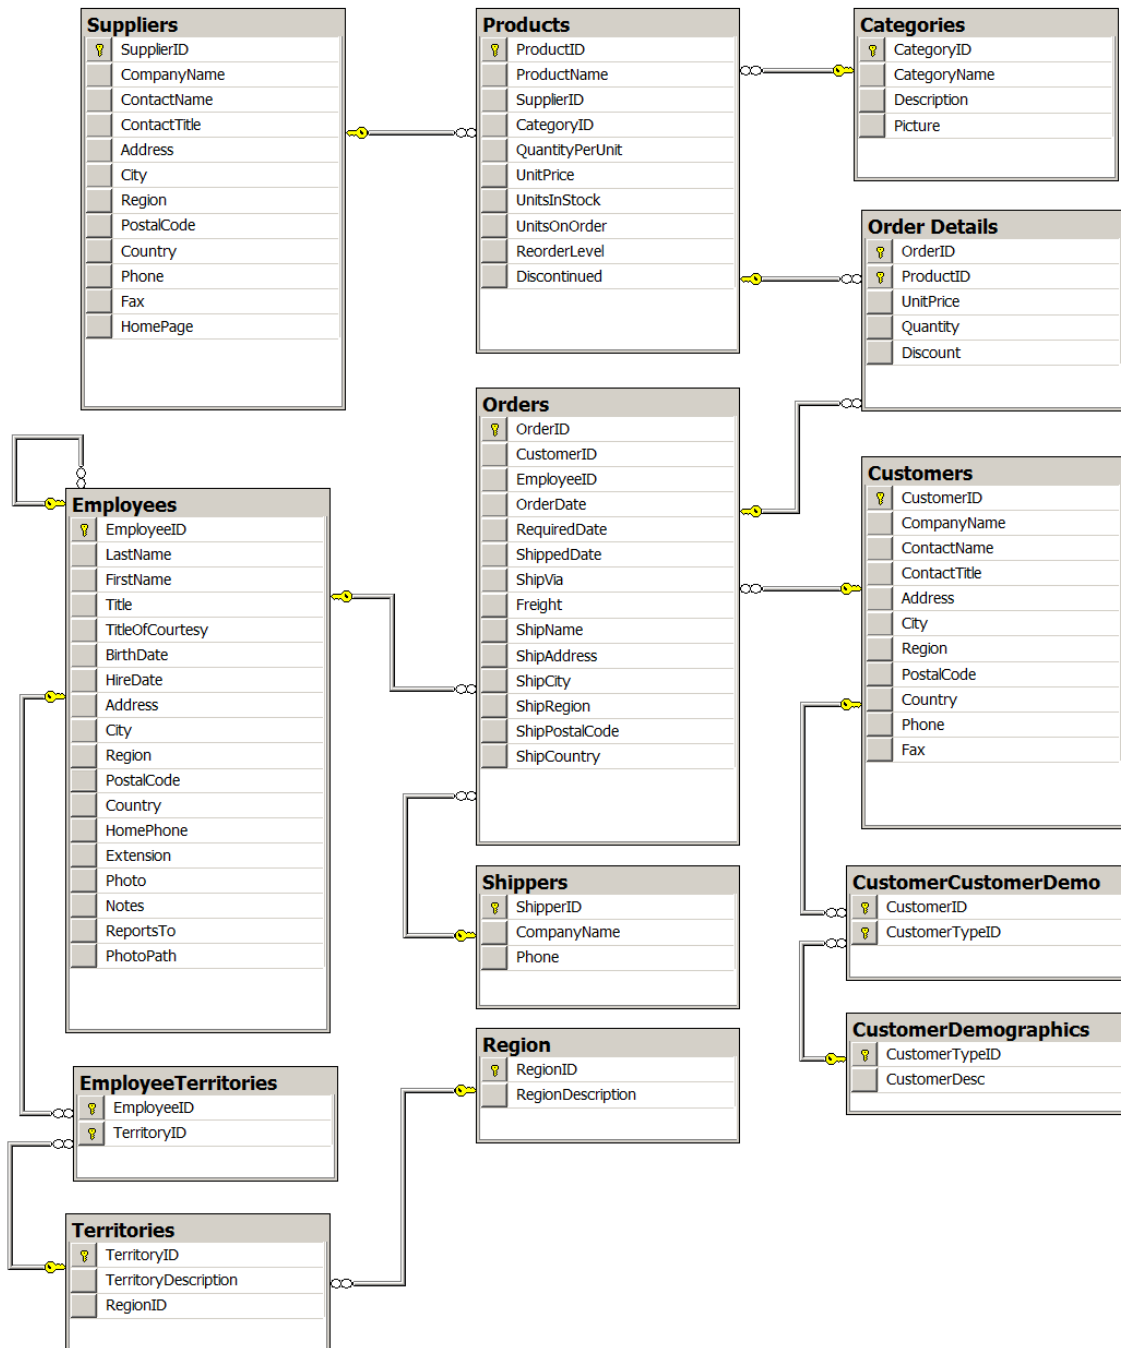 Suppliers
SupplierID
CompanyName
ContactName
ContactTitle
Address
City
Region
PostalCode
Country
Phone
Fax
HomePage
Products
ProductID
ProductName
SupplierID
CategoryID
QuantityPerUnit
UnitPrice
UnitsInStock
UnitsOnOrder
ReorderLevel
Discontinued
Categories
CategoryID
CategoryName
Description
Picture
Order Details
OrderID
ProductID
UnitPrice
Quantity
Discount
Employees
EmployeeID
LastName
FirstName
Title
TitleOfCourtesy
BirthDate
HireDate
Address
City
Region
PostalCode
Country
HomePhone
Extension
Photo
Notes
ReportsTo
PhotoPath
Orders
OrderID
CustomerID
EmployeeID
OrderDate
RequiredDate
ShippedDate
ShipVia
Freight
ShipName
ShipAddress
ShipCity
ShipRegion
ShipPostalCode
ShipCountry
Customers
CustomerID
CompanyName
ContactName
ContactTitle
Address
City
Region
PostalCode
Country
Phone
Fax
Shippers
ShipperID
CompanyName
Phone
CustomerCustomerDemo
CustomerID
CustomerTypeID
CustomerDemographics
CustomerTypeID
CustomerDesc
Region
RegionID
RegionDescription
EmployeeTerritories
EmployeeID
TerritoryID
Territories
TerritoryID
TerritoryDescription
RegionID